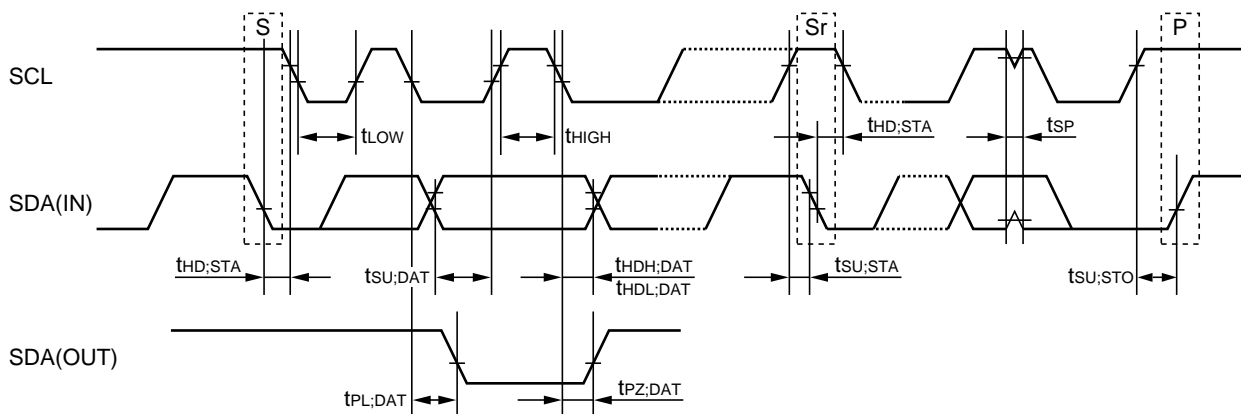 S Sr P
SCL
tLOW tHIGH tHD;STA tSP
SDA(IN)
tHD;STA tSU;DAT tHDH;DAT tSU;STA tSU;STO
tHDL;DAT
SDA(OUT)
tPL;DAT tPZ;DAT